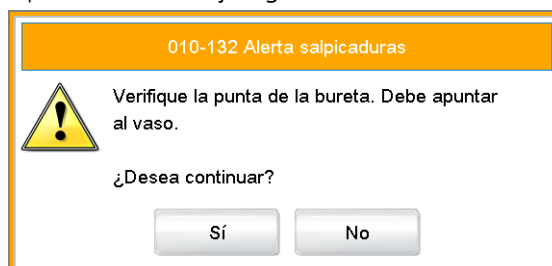 010-132 Alerta salpicaduras
Verifique la punta de la bureta. Debe apuntar
al vaso.
¿Desea continuar?
Sí
No